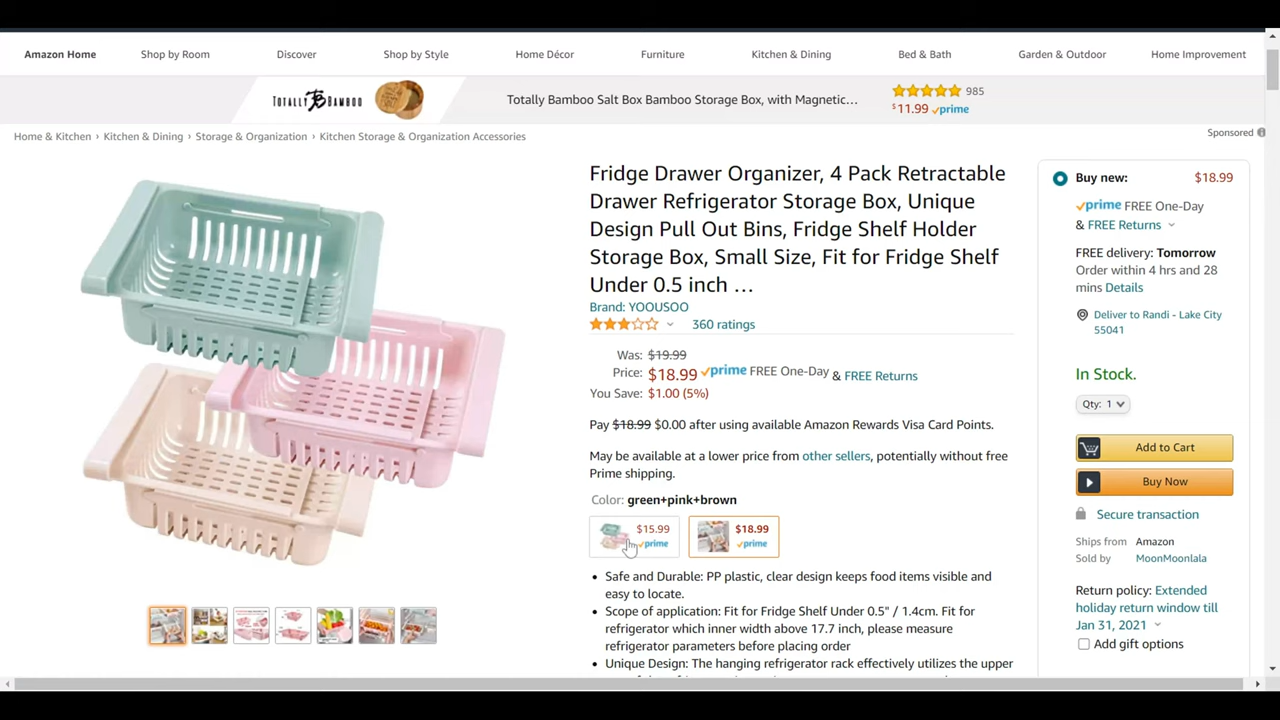 Amazon Home Shop by Room Discover Shop by Style Home Décor Furniture Kitchen & Dining Bed & Bath Garden & Outdoor Home Improvement
TOTALLY BAMBOO
Totally Bamboo Salt Box Bamboo Storage Box, with Magnetic…
985
$11.99 prime
Home & Kitchen › Kitchen & Dining › Storage & Organization › Kitchen Storage & Organization Accessories
Sponsored
Fridge Drawer Organizer, 4 Pack Retractable
Drawer Refrigerator Storage Box, Unique
Design Pull Out Bins, Fridge Shelf Holder
Storage Box, Small Size, Fit for Fridge Shelf
Under 0.5 inch …
Brand: YOOUSOO
360 ratings
Was: $19.99
Price: $18.99 prime FREE One-Day & FREE Returns
You Save: $1.00 (5%)
Pay $18.99 $0.00 after using available Amazon Rewards Visa Card Points.
May be available at a lower price from other sellers, potentially without free
Prime shipping.
Color: green+pink+brown
$15.99
prime
$18.99
prime
• Safe and Durable: PP plastic, clear design keeps food items visible and
easy to locate.
• Scope of application: Fit for Fridge Shelf Under 0.5" / 1.4cm. Fit for
refrigerator which inner width above 17.7 inch, please measure
refrigerator parameters before placing order
• Unique Design: The hanging refrigerator rack effectively utilizes the upper
Buy new: $18.99
prime FREE One-Day
& FREE Returns
FREE delivery: Tomorrow
Order within 4 hrs and 28
mins Details
Deliver to Randi - Lake City
55041
In Stock.
Qty: 1
Add to Cart
Buy Now
Secure transaction
Ships from Amazon
Sold by MoonMoonlala
Return policy: Extended
holiday return window till
Jan 31, 2021
Add gift options